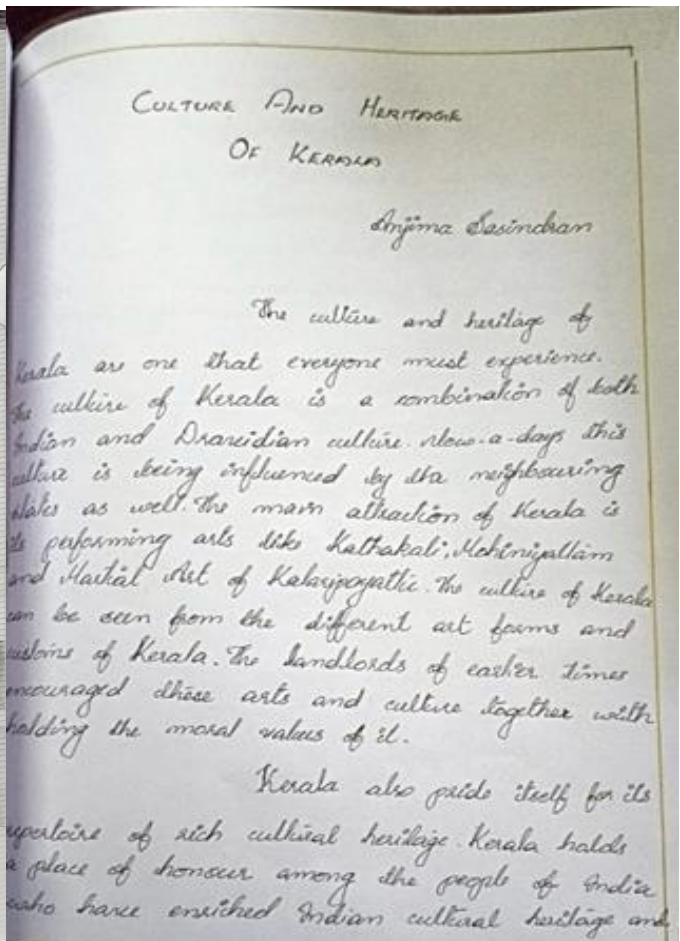 CULTURE AND HERITAGE
OF KERALA
Anjima Sasindran
The culture and heritage of
Kerala are one that everyone must experience.
The culture of Kerala is a combination of both
Indian and Draveidian culture. Now-a-days this
culture is being influenced by the neighbouring
states as well. The main attraction of Kerala is
its performing arts like Kathakali, Mohiniyattam
and Martial Art of Kalaripayattic. The culture of Kerala
can be seen from the different art forms and
customs of Kerala. The landlords of earlier times
encouraged these arts and culture together with
holding the moral values of it.
Kerala also pride itself for its
repertoire of rich cultural heritage. Kerala holds
a place of honour among the people of India
who have enriched Indian cultural heritage and